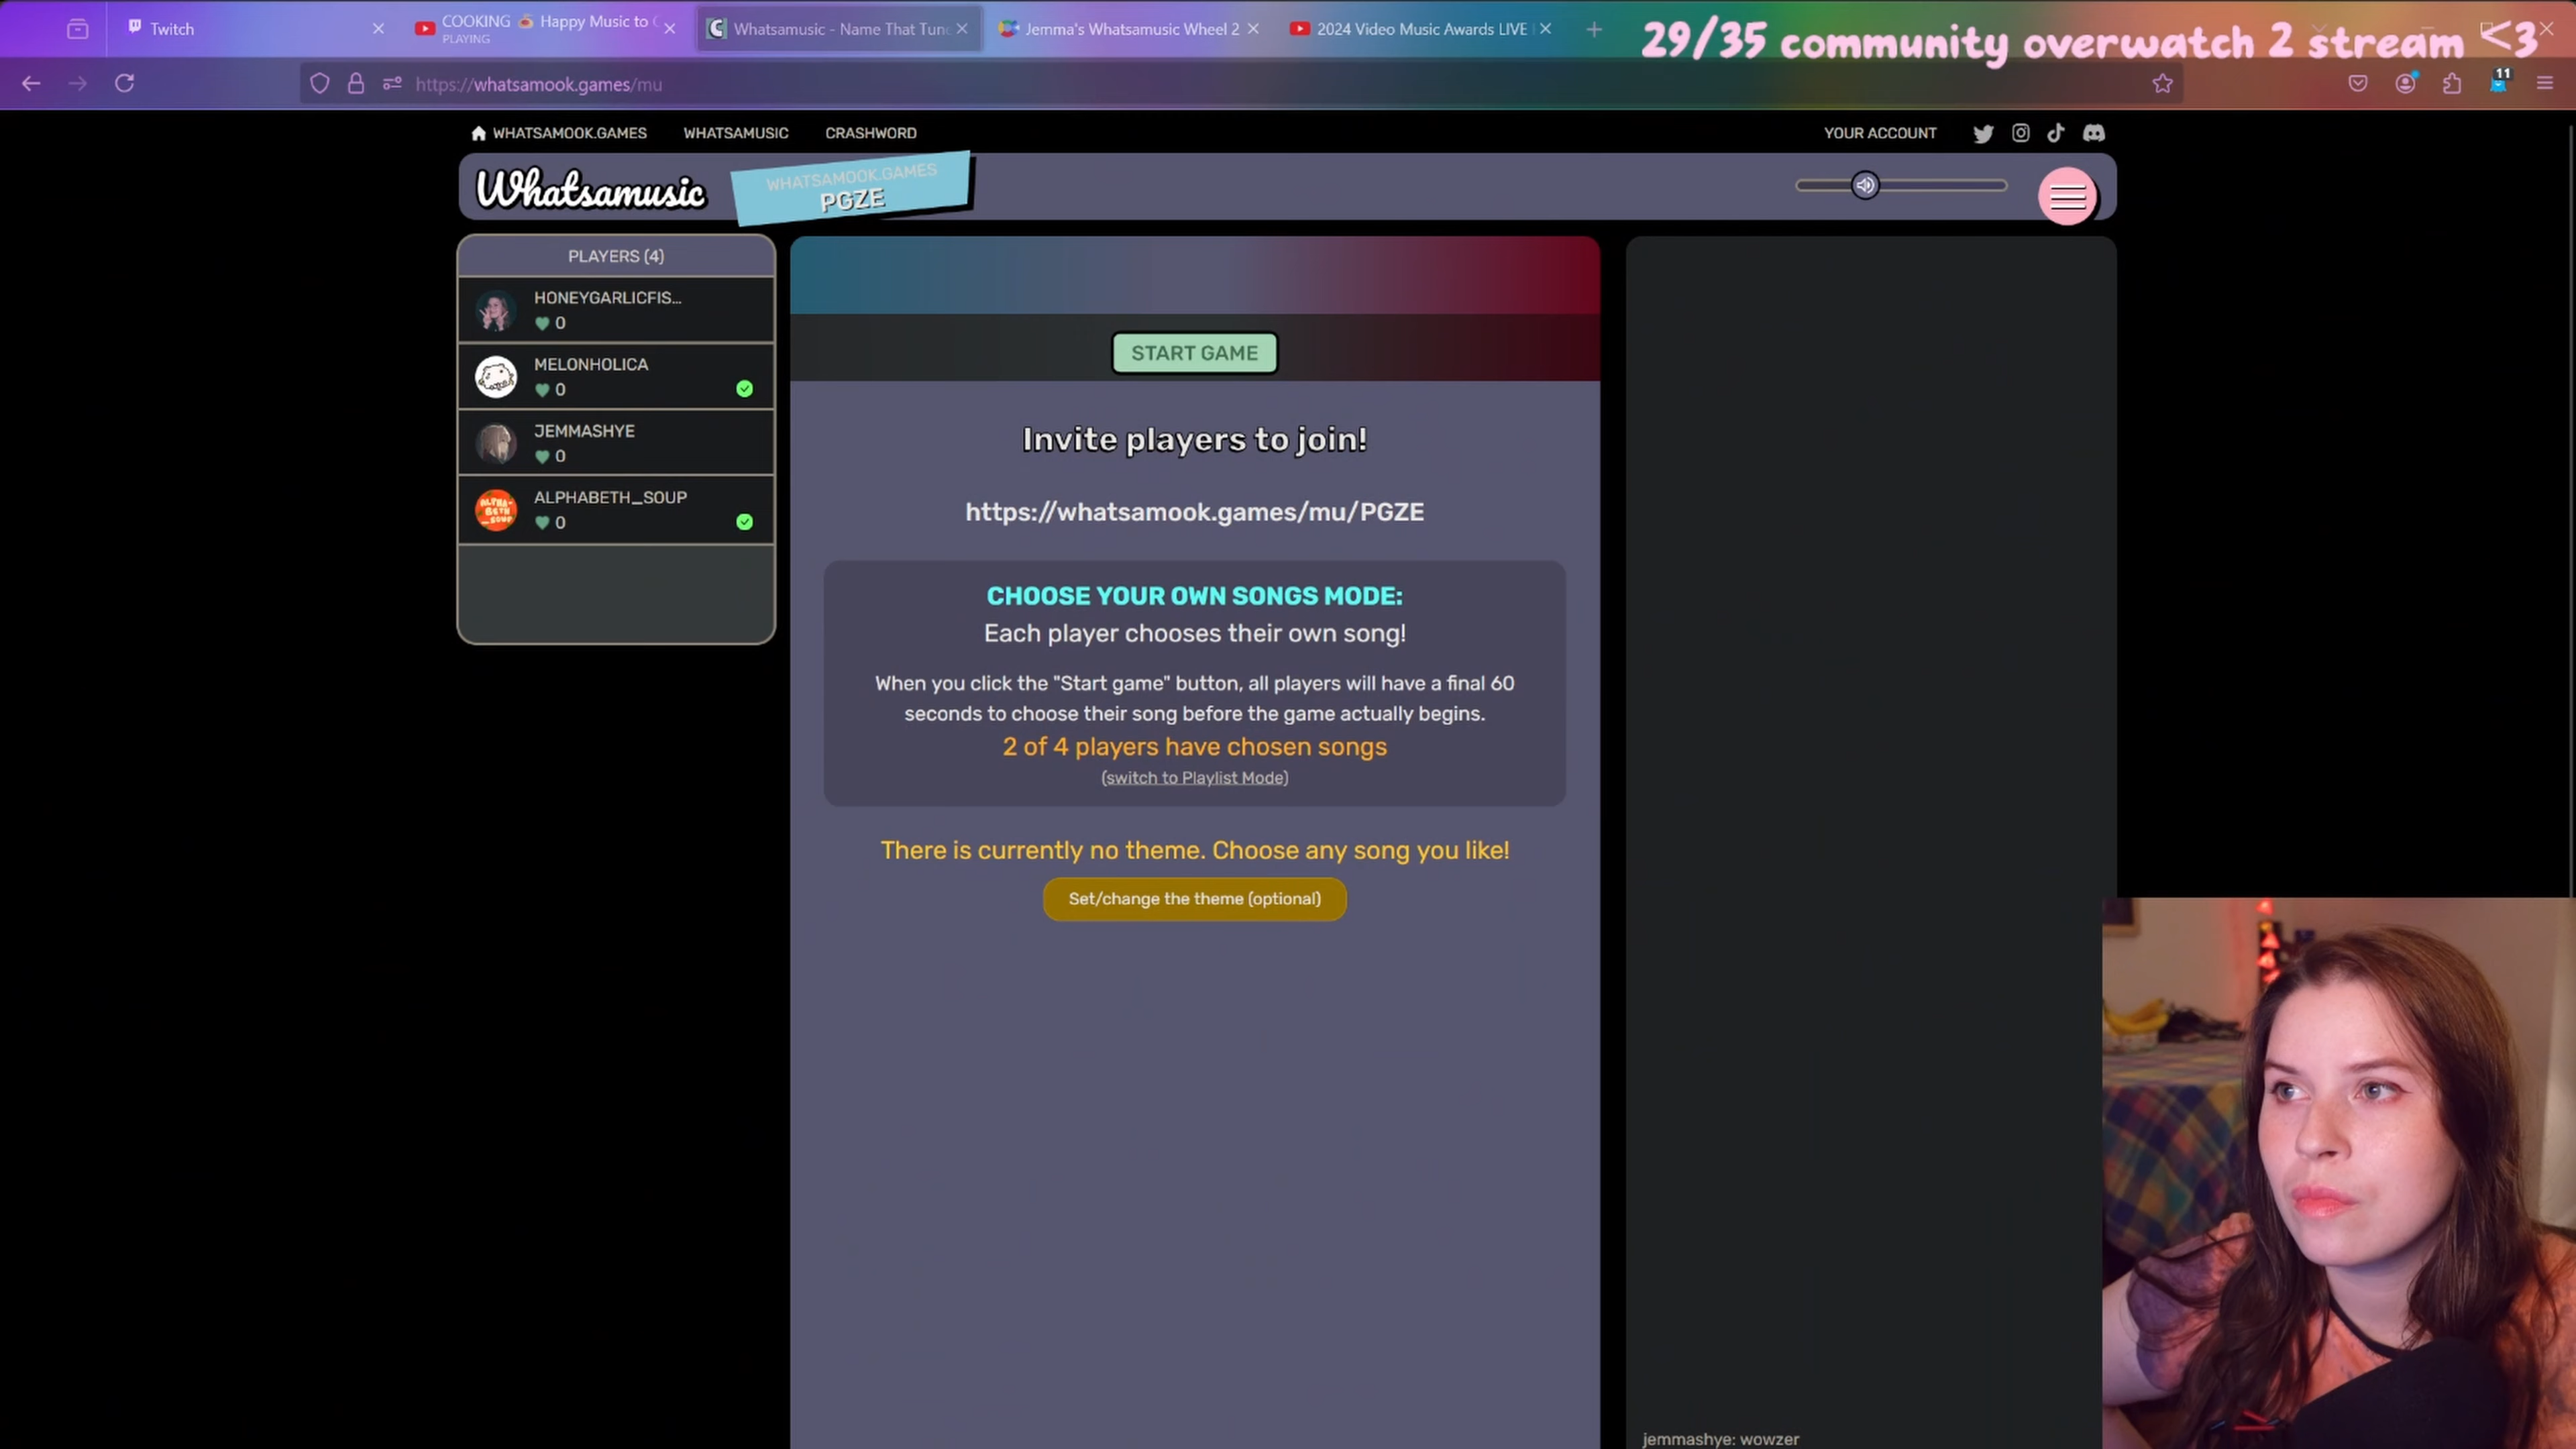 Twitch
COOKING 🍝 Happy Music to
PLAYING
Whatsamusic - Name That Tun
Jemma's Whatsamusic Wheel 2
2024 Video Music Awards LIVE
29/35 community overwatch 2 stream <3
https://whatsamook.games/mu
11
WHATSAMOOK.GAMES
WHATSAMUSIC
CRASHWORD
YOUR ACCOUNT
Whatsamusic
WHATSAMOOK.GAMES
PGZE
PLAYERS (4)
HONEYGARLICFIS...
0
MELONHOLICA
0
JEMMASHYE
0
ALPHA-
BETH
_SOUP
ALPHABETH_SOUP
0
START GAME
Invite players to join!
https://whatsamook.games/mu/PGZE
CHOOSE YOUR OWN SONGS MODE:
Each player chooses their own song!
When you click the "Start game" button, all players will have a final 60
seconds to choose their song before the game actually begins.
2 of 4 players have chosen songs
(switch to Playlist Mode)
There is currently no theme. Choose any song you like!
Set/change the theme (optional)
jemmashye: wowzer